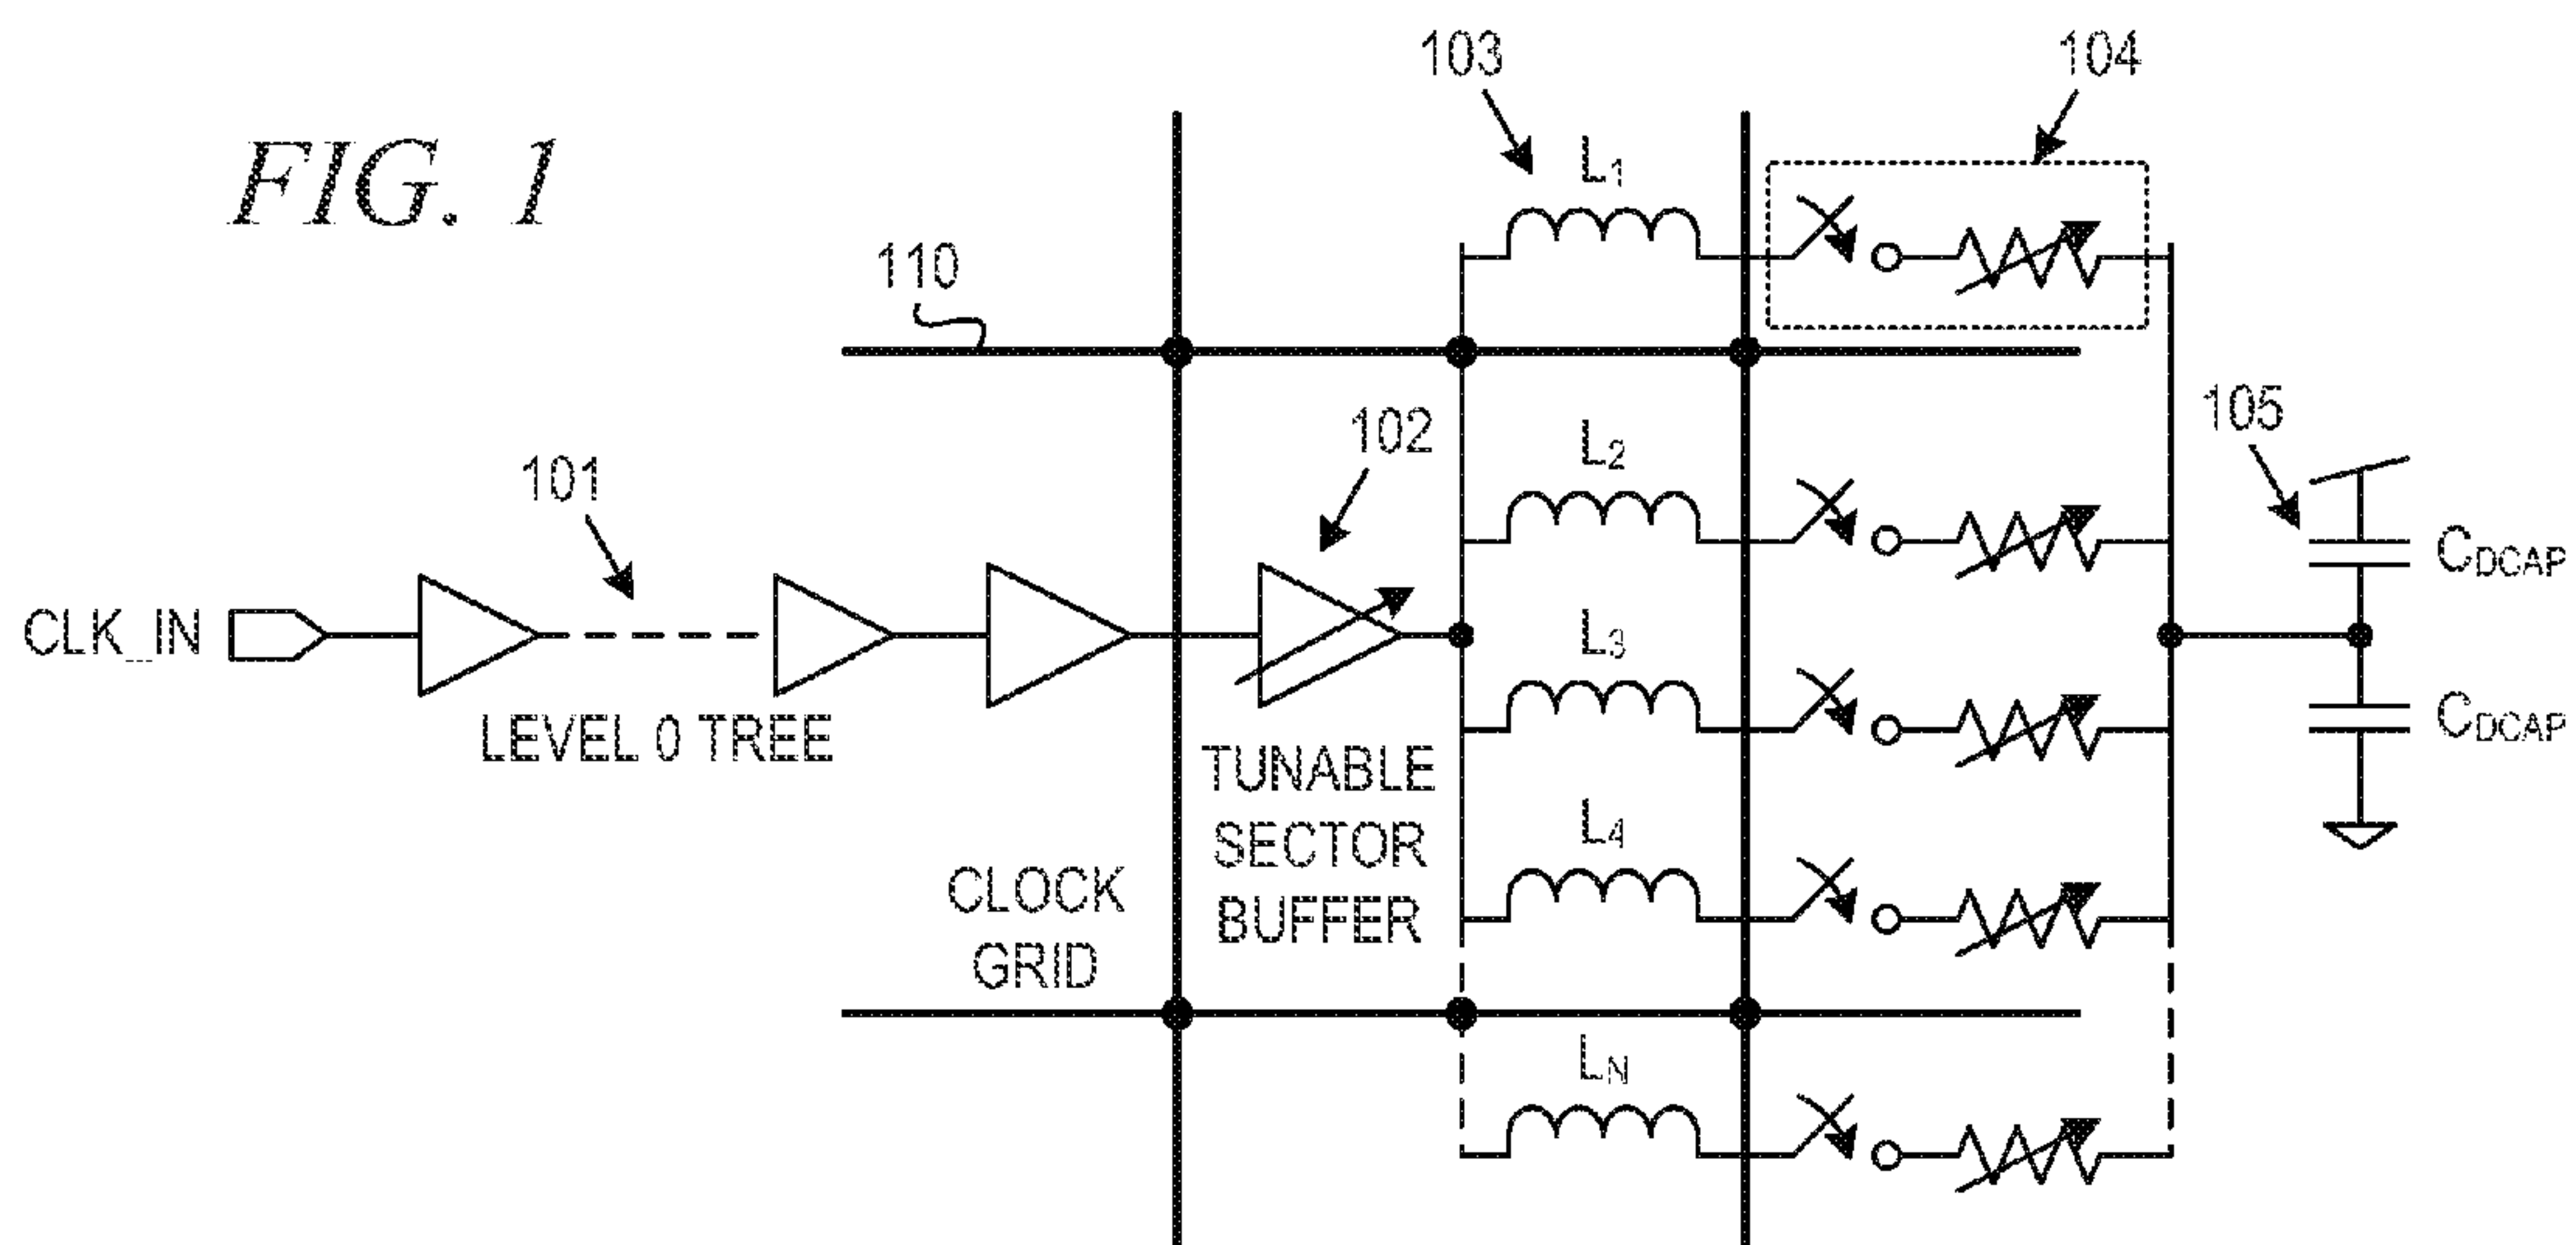 FIG. 1
103
104
L1
110
102
L2
105
101
CDCAP
CLK_IN
L3
CDCAP
LEVEL 0 TREE
TUNABLE
SECTOR
BUFFER
L4
CLOCK
GRID
LN